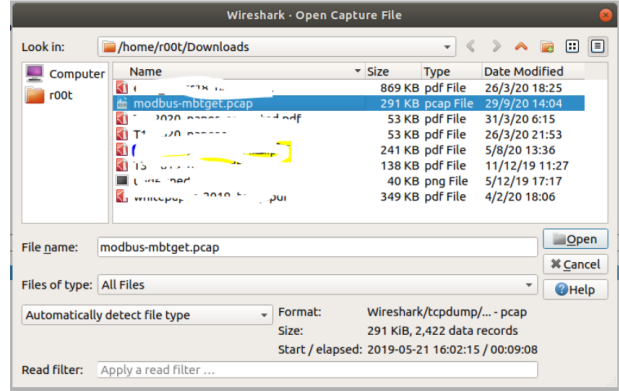 Wireshark · Open Capture File
Look in: /home/r00t/Downloads
Computer
r00t
Name Size Type Date Modified
869 KB pdf File 26/3/20 18:25
modbus-mbtget.pcap 291 KB pcap File 29/9/20 14:04
53 KB pdf File 31/3/20 6:15
53 KB pdf File 26/3/20 21:53
241 KB pdf File 5/8/20 13:36
138 KB pdf File 11/12/19 11:27
40 KB png File 5/12/19 17:17
349 KB pdf File 4/2/20 18:06
File name: modbus-mbtget.pcap
Open
Cancel
Files of type: All Files
Help
Automatically detect file type
Format: Wireshark/tcpdump/... - pcap
Size: 291 KiB, 2,422 data records
Start / elapsed: 2019-05-21 16:02:15 / 00:09:08
Read filter: Apply a read filter …